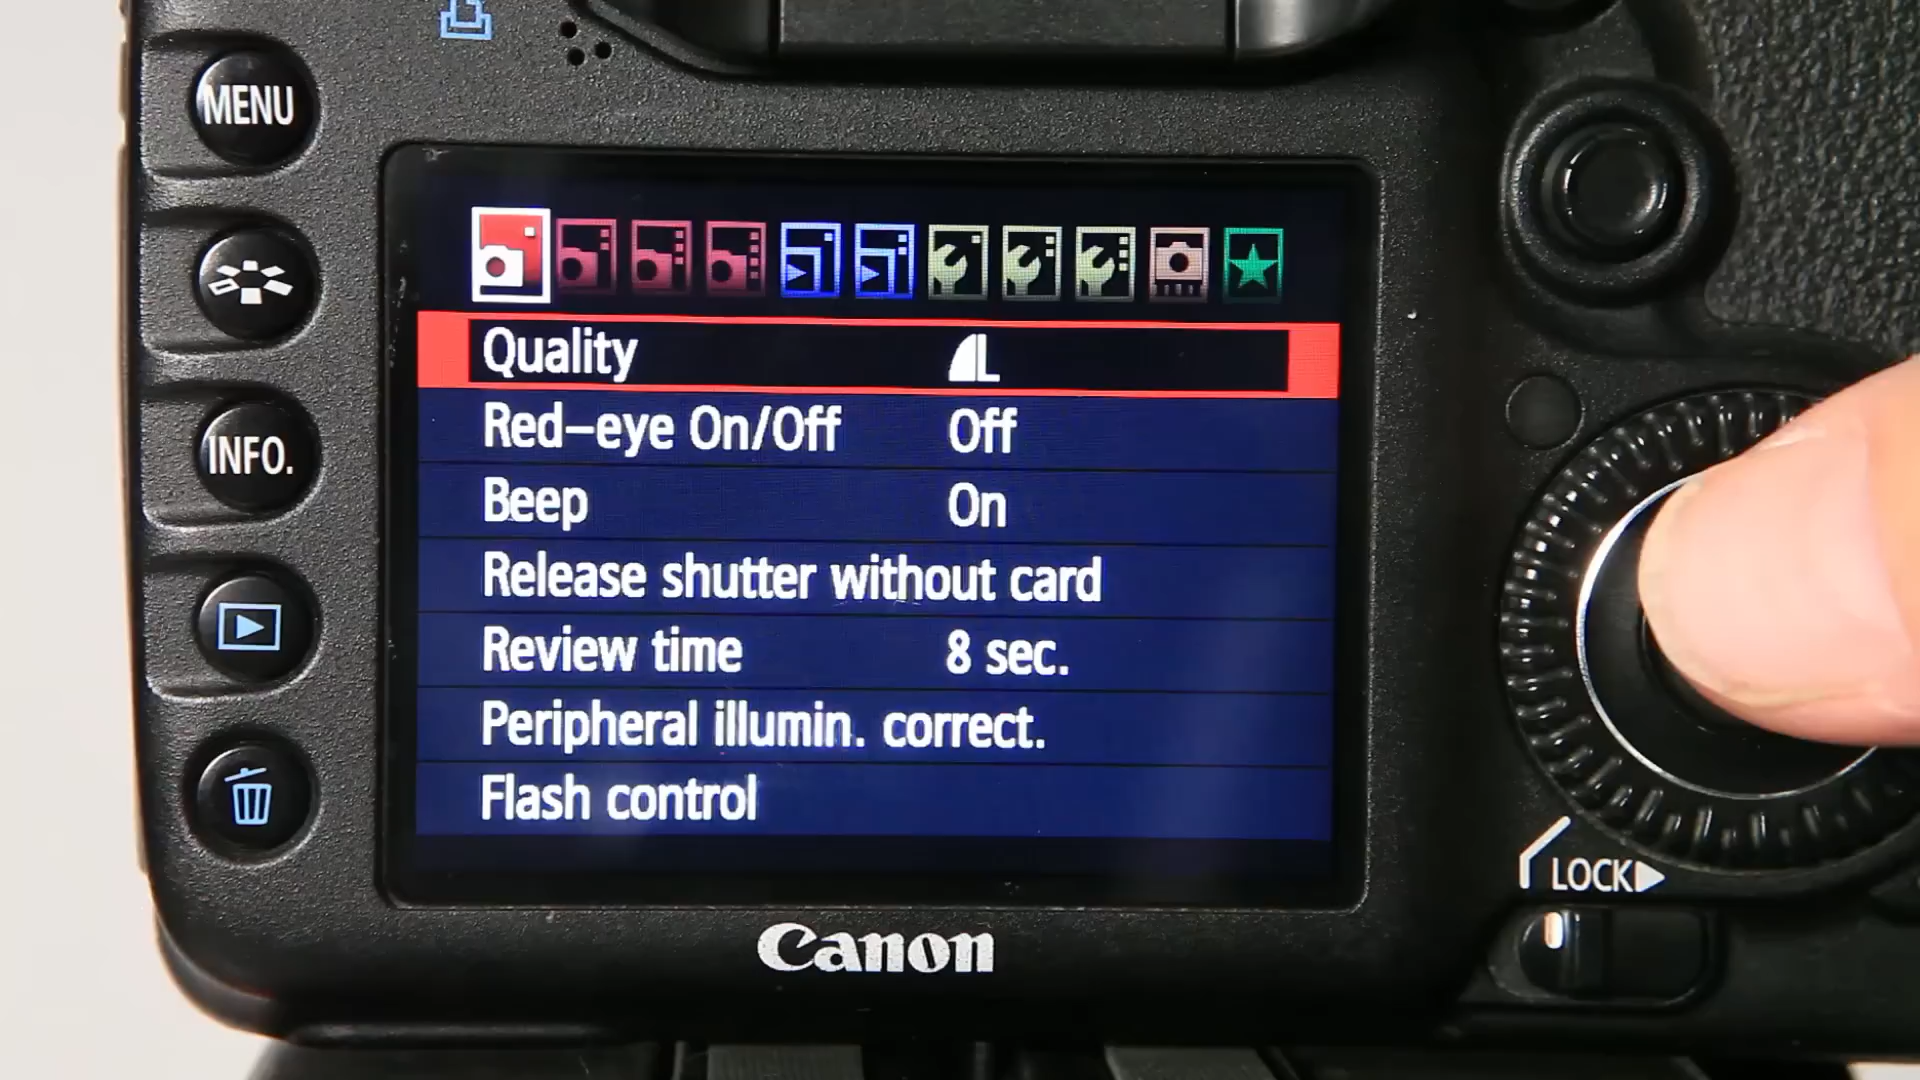 MENU
INFO.
Quality L
Red-eye On/Off Off
Beep On
Release shutter without card
Review time 8 sec.
Peripheral illumin. correct.
Flash control
LOCK
Canon